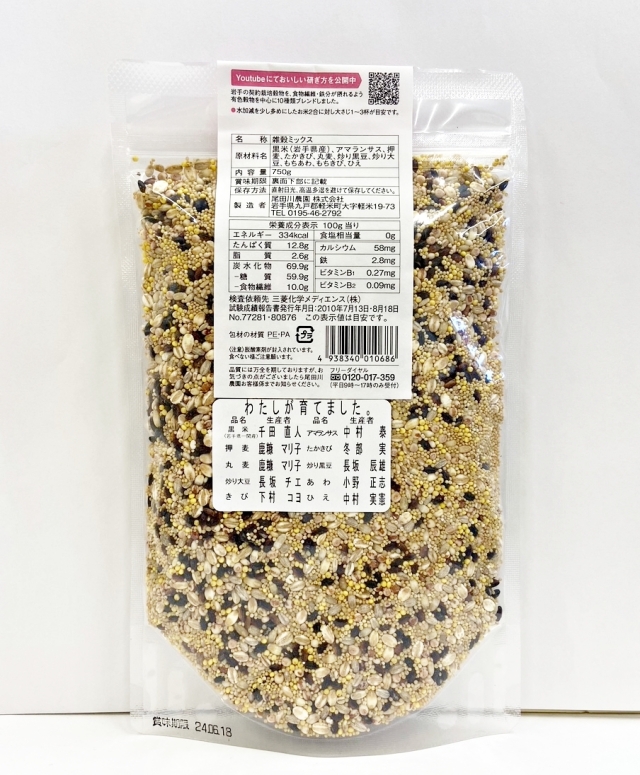 Youtubeにておいしい研ぎ方を公開中
岩手の契約栽培穀物を、食物繊維・鉄分が摂れるよう
有色穀物を中心に10種類ブレンドしました。
●水加減を少し多めにしたお米2合に対し大さじ1〜3杯が目安です。
名 称 雑穀ミックス
原材料名 黒米(岩手県産)、アマランサス、押
麦、たかきび、丸麦、炒り黒豆、炒り大
豆、もちあわ、もちきび、ひえ
内 容 量 750g
賞味期限 裏面下部に記載
保存方法 直射日光、高温多湿を避けて保存してください。
製 造 者 尾田川農園 株式会社
岩手県九戸郡軽米町大字軽米19-73
TEL 0195-46-2792
栄養成分表示 100g当り
エネルギー 334kcal 食塩相当量 0g
たんぱく質 12.8g カルシウム 58mg
脂 質 2.6g 鉄 2.8mg
炭水化物 69.9g ビタミンB1 0.27mg
-糖 質 59.9g ビタミンB2 0.09mg
-食物繊維 10.0g
検査依頼先 三菱化学メディエンス(株)
試験成績報告書発行年月日:2010年7月13日・8月18日
No.77281・80876 この表示値は目安です。
包材の材質 PE・PA プラ
(注意)脱酸素剤が封入されています。
食べない様ご注意願います。
4938340010686
品質には万全を期しておりますが、お
気づきの点がございましたら尾田川
農園お客様係までお知らせください。
フリーダイヤル
0120-017-359
(平日9時〜17時のみ受付)
わたしが育てました。
品名 生産者 品名 生産者
黒米 千田 直人 アマランサス 中村 泰
(岩手県一関産)
押麦 鹿糠 マリ子 たかきび 冬部 実
丸麦 鹿糠 マリ子 炒り黒豆 長坂 辰雄
炒り大豆 長坂 チエ あわ 小野 正志
きび 下村 コヨ ひえ 中村 実憲
賞味期限 24.06.18